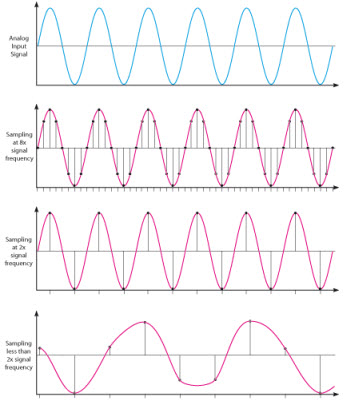 Analog
Input
Signal
Sampling
at 8x
signal
frequency
Sampling
at 2x
signal
frequency
Sampling
less than
2x signal
frequency